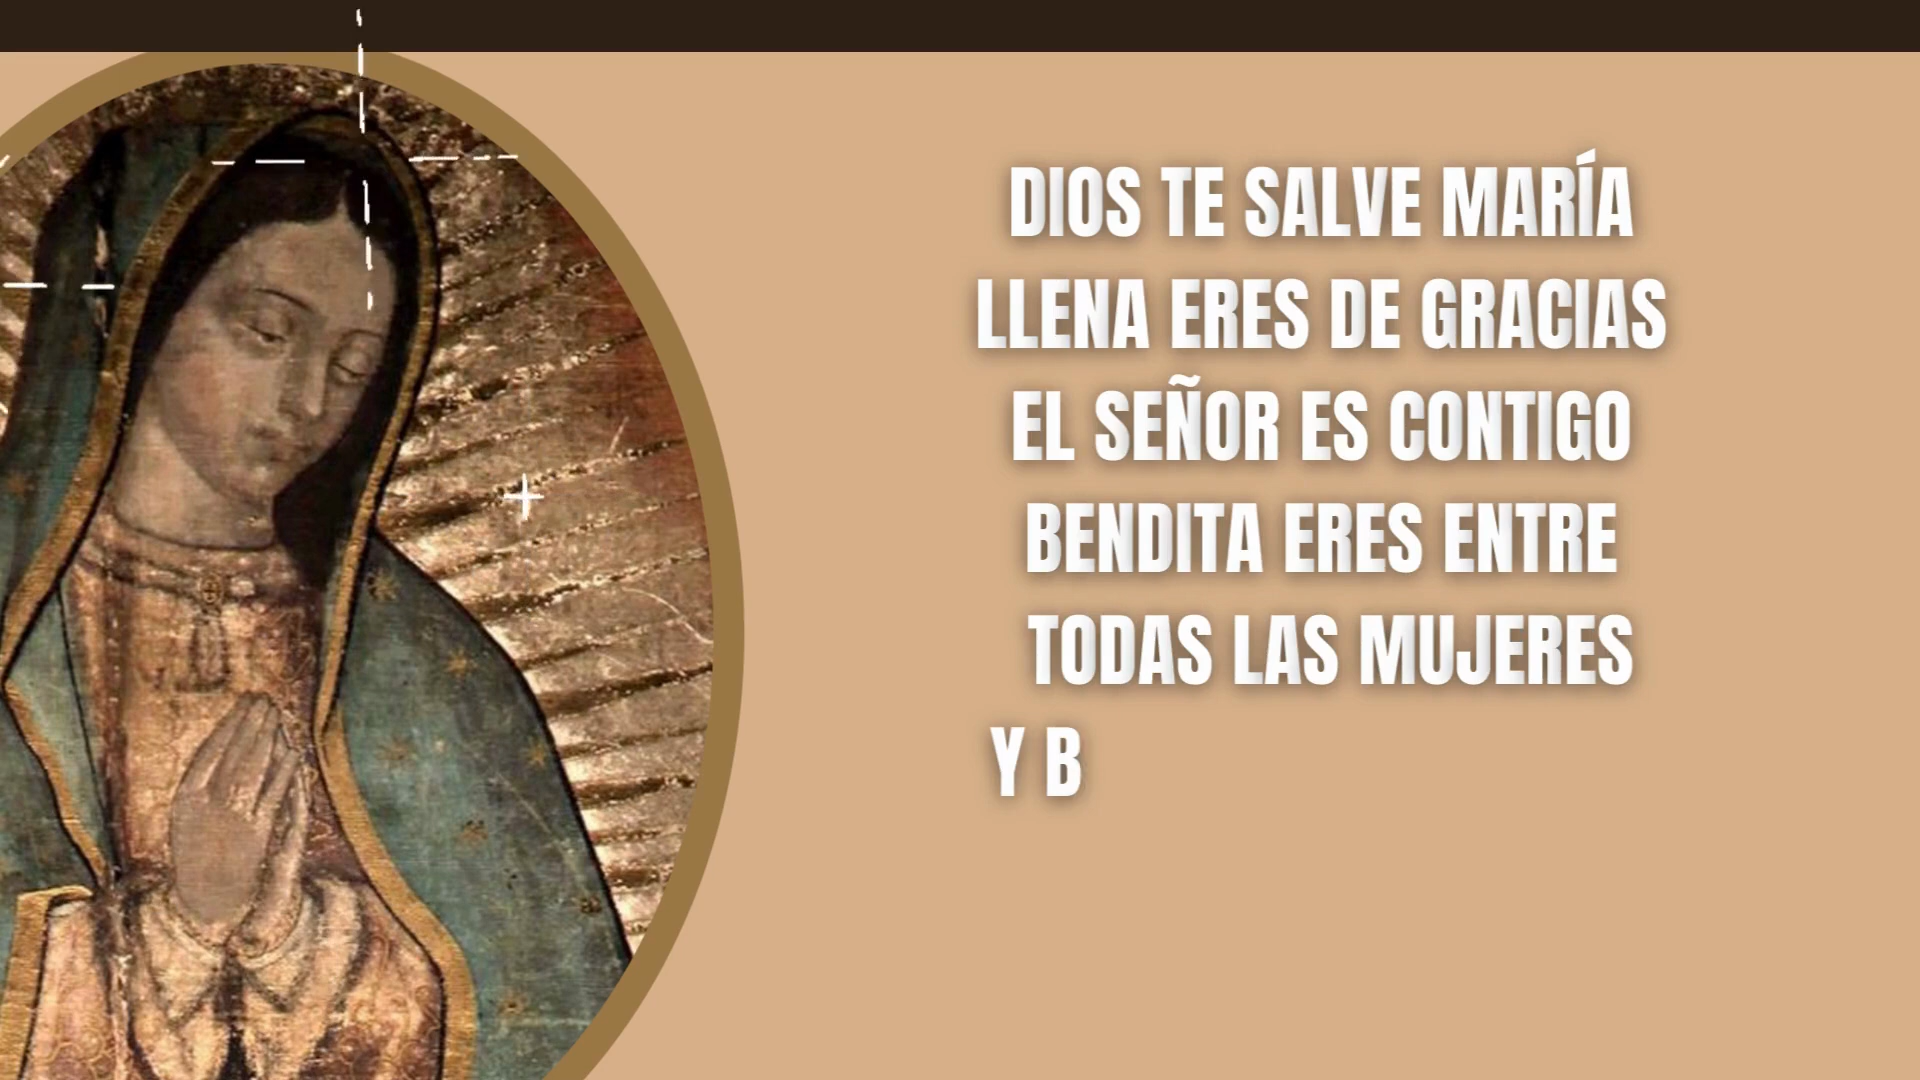 DIOS TE SALVE MARÍA
LLENA ERES DE GRACIAS
EL SEÑOR ES CONTIGO
BENDITA ERES ENTRE
TODAS LAS MUJERES
Y B